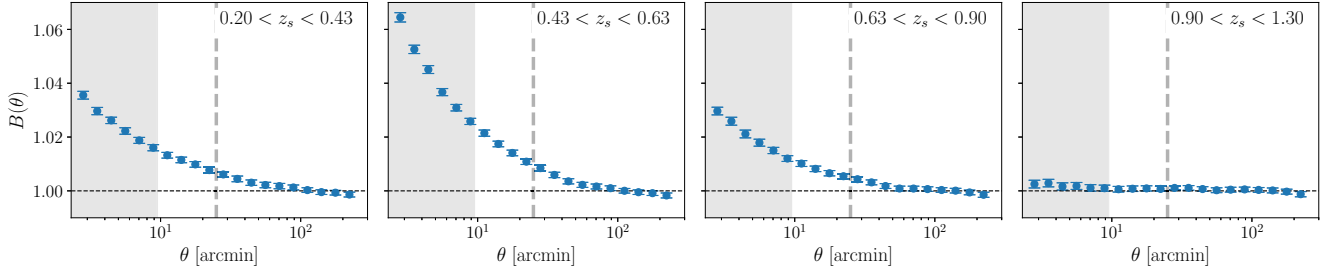 0.20 < z_s < 0.43
0.43 < z_s < 0.63
0.63 < z_s < 0.90
0.90 < z_s < 1.30
B(θ)
1.06
1.04
1.02
1.00
10^1 10^2
10^1 10^2
10^1 10^2
10^1 10^2
θ [arcmin]
θ [arcmin]
θ [arcmin]
θ [arcmin]